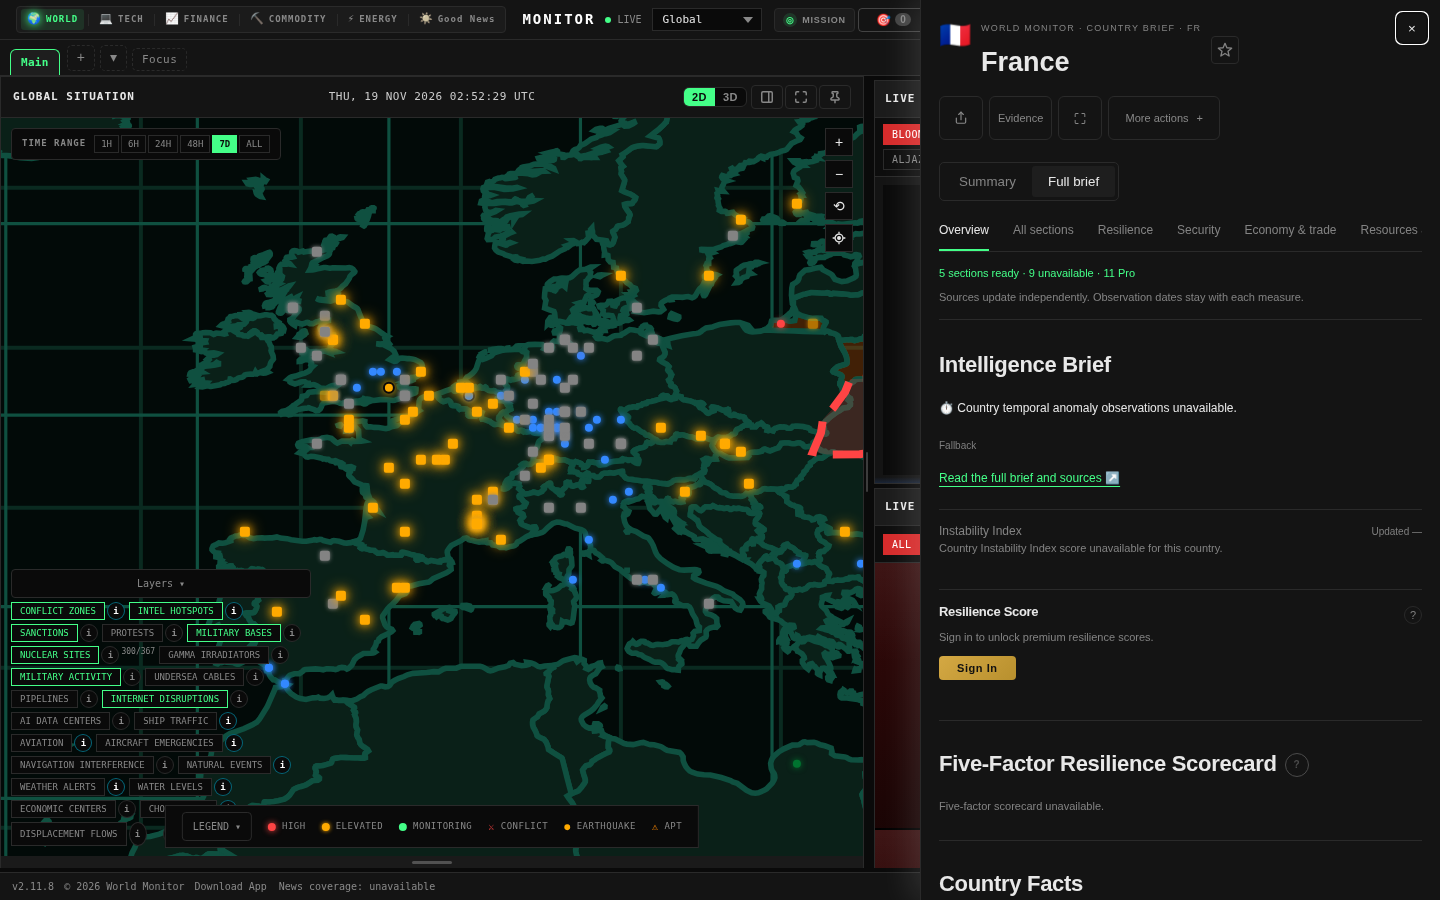 WORLD
TECH
FINANCE
COMMODITY
ENERGY
Good News
MONITOR
LIVE
Global
MISSION
0
Main
+
▼
Focus
GLOBAL SITUATION
THU, 19 NOV 2026 02:52:29 UTC
2D
3D
TIME RANGE
1H
6H
24H
48H
7D
ALL
+
−
Layers ▾
CONFLICT ZONES i
INTEL HOTSPOTS i
SANCTIONS i
PROTESTS i
MILITARY BASES i
NUCLEAR SITES i 300/367
GAMMA IRRADIATORS i
MILITARY ACTIVITY i
UNDERSEA CABLES i
PIPELINES i
INTERNET DISRUPTIONS i
AI DATA CENTERS i
SHIP TRAFFIC i
AVIATION i
AIRCRAFT EMERGENCIES i
NAVIGATION INTERFERENCE i
NATURAL EVENTS i
WEATHER ALERTS i
WATER LEVELS i
ECONOMIC CENTERS i
CHO
DISPLACEMENT FLOWS i
LEGEND ▾
HIGH
ELEVATED
MONITORING
CONFLICT
EARTHQUAKE
APT
LIVE
BLOOM
ALJAZ
LIVE
ALL
v2.11.8
© 2026 World Monitor
Download App
News coverage: unavailable
WORLD MONITOR · COUNTRY BRIEF · FR
France
×
Evidence
More actions +
Summary
Full brief
Overview
All sections
Resilience
Security
Economy & trade
Resources
5 sections ready · 9 unavailable · 11 Pro
Sources update independently. Observation dates stay with each measure.
Intelligence Brief
⏱️ Country temporal anomaly observations unavailable.
Fallback
Read the full brief and sources ↗️
Instability Index
Updated —
Country Instability Index score unavailable for this country.
Resilience Score
?
Sign in to unlock premium resilience scores.
Sign In
Five-Factor Resilience Scorecard ?
Five-factor scorecard unavailable.
Country Facts